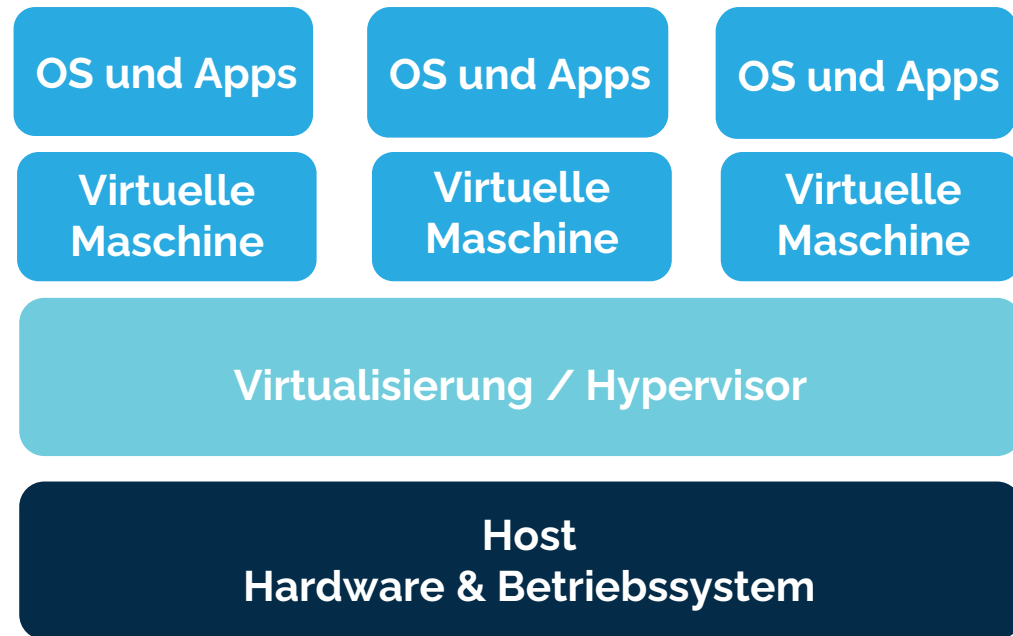 OS und Apps
OS und Apps
OS und Apps
Virtuelle
Maschine
Virtuelle
Maschine
Virtuelle
Maschine
Virtualisierung / Hypervisor
Host
Hardware & Betriebssystem